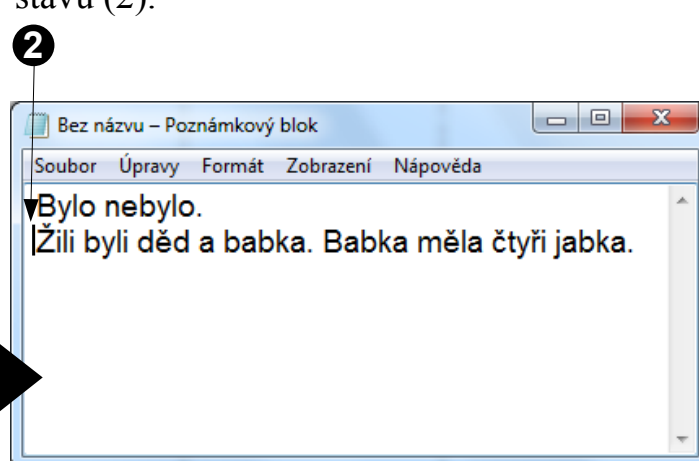 stavu (2).
2
Bez názvu – Poznámkový blok
Soubor Úpravy Formát Zobrazení Nápověda
Bylo nebylo.
Žili byli děd a babka. Babka měla čtyři jabka.